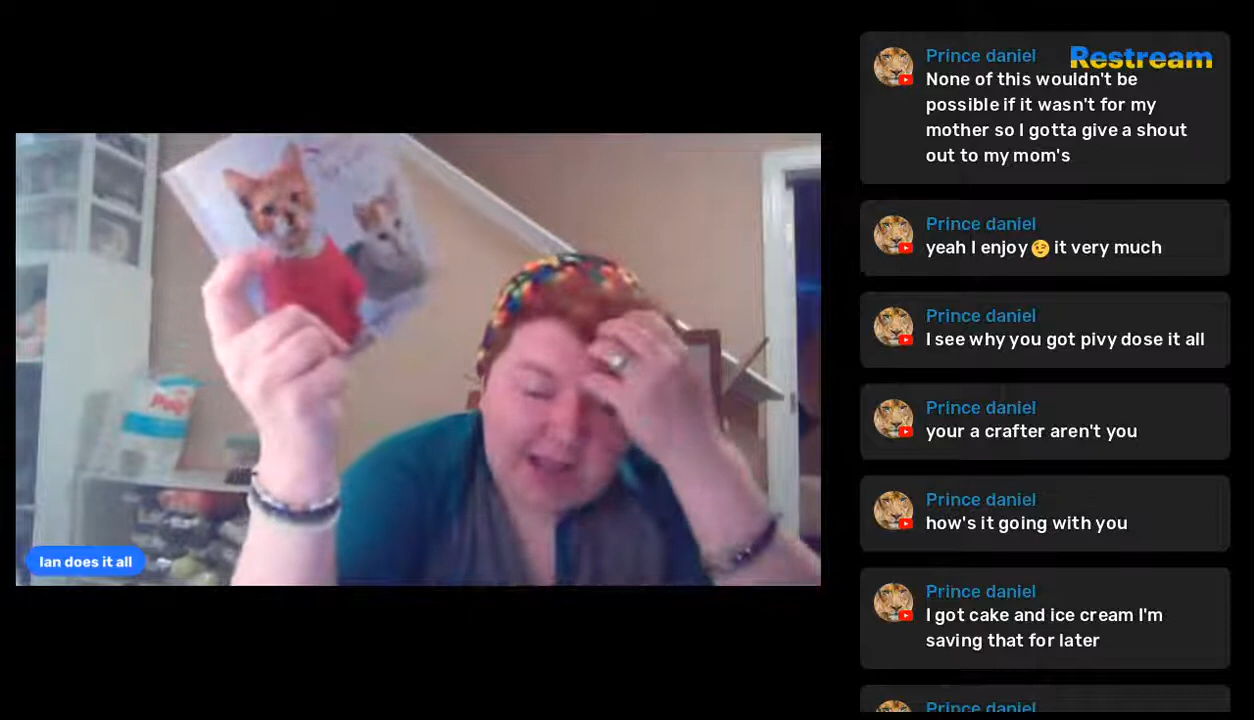 Restream
Prince daniel
None of this wouldn't be
possible if it wasn't for my
mother so I gotta give a shout
out to my mom's
Prince daniel
yeah I enjoy 😉 it very much
Prince daniel
I see why you got pivy dose it all
Prince daniel
your a crafter aren't you
Prince daniel
how's it going with you
Prince daniel
I got cake and ice cream I'm
saving that for later
Prince daniel
Ian does it all